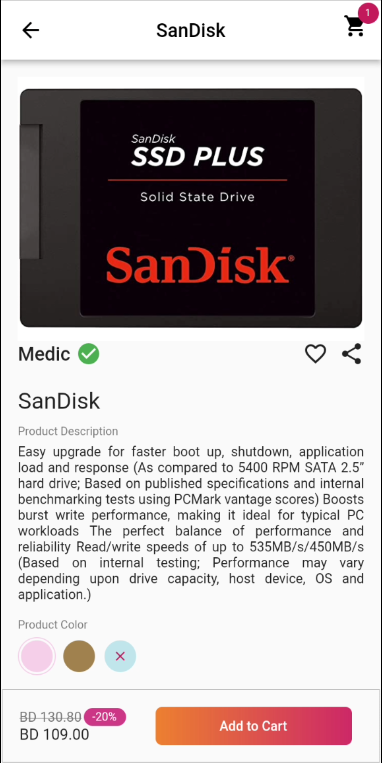 SanDisk
1
SanDisk
SSD PLUS
Solid State Drive
SanDisk®
Medic
SanDisk
Product Description
Easy upgrade for faster boot up, shutdown, application
load and response (As compared to 5400 RPM SATA 2.5”
hard drive; Based on published specifications and internal
benchmarking tests using PCMark vantage scores) Boosts
burst write performance, making it ideal for typical PC
workloads The perfect balance of performance and
reliability Read/write speeds of up to 535MB/s/450MB/s
(Based on internal testing; Performance may vary
depending upon drive capacity, host device, OS and
application.)
Product Color
BD 130.80 -20%
BD 109.00
Add to Cart